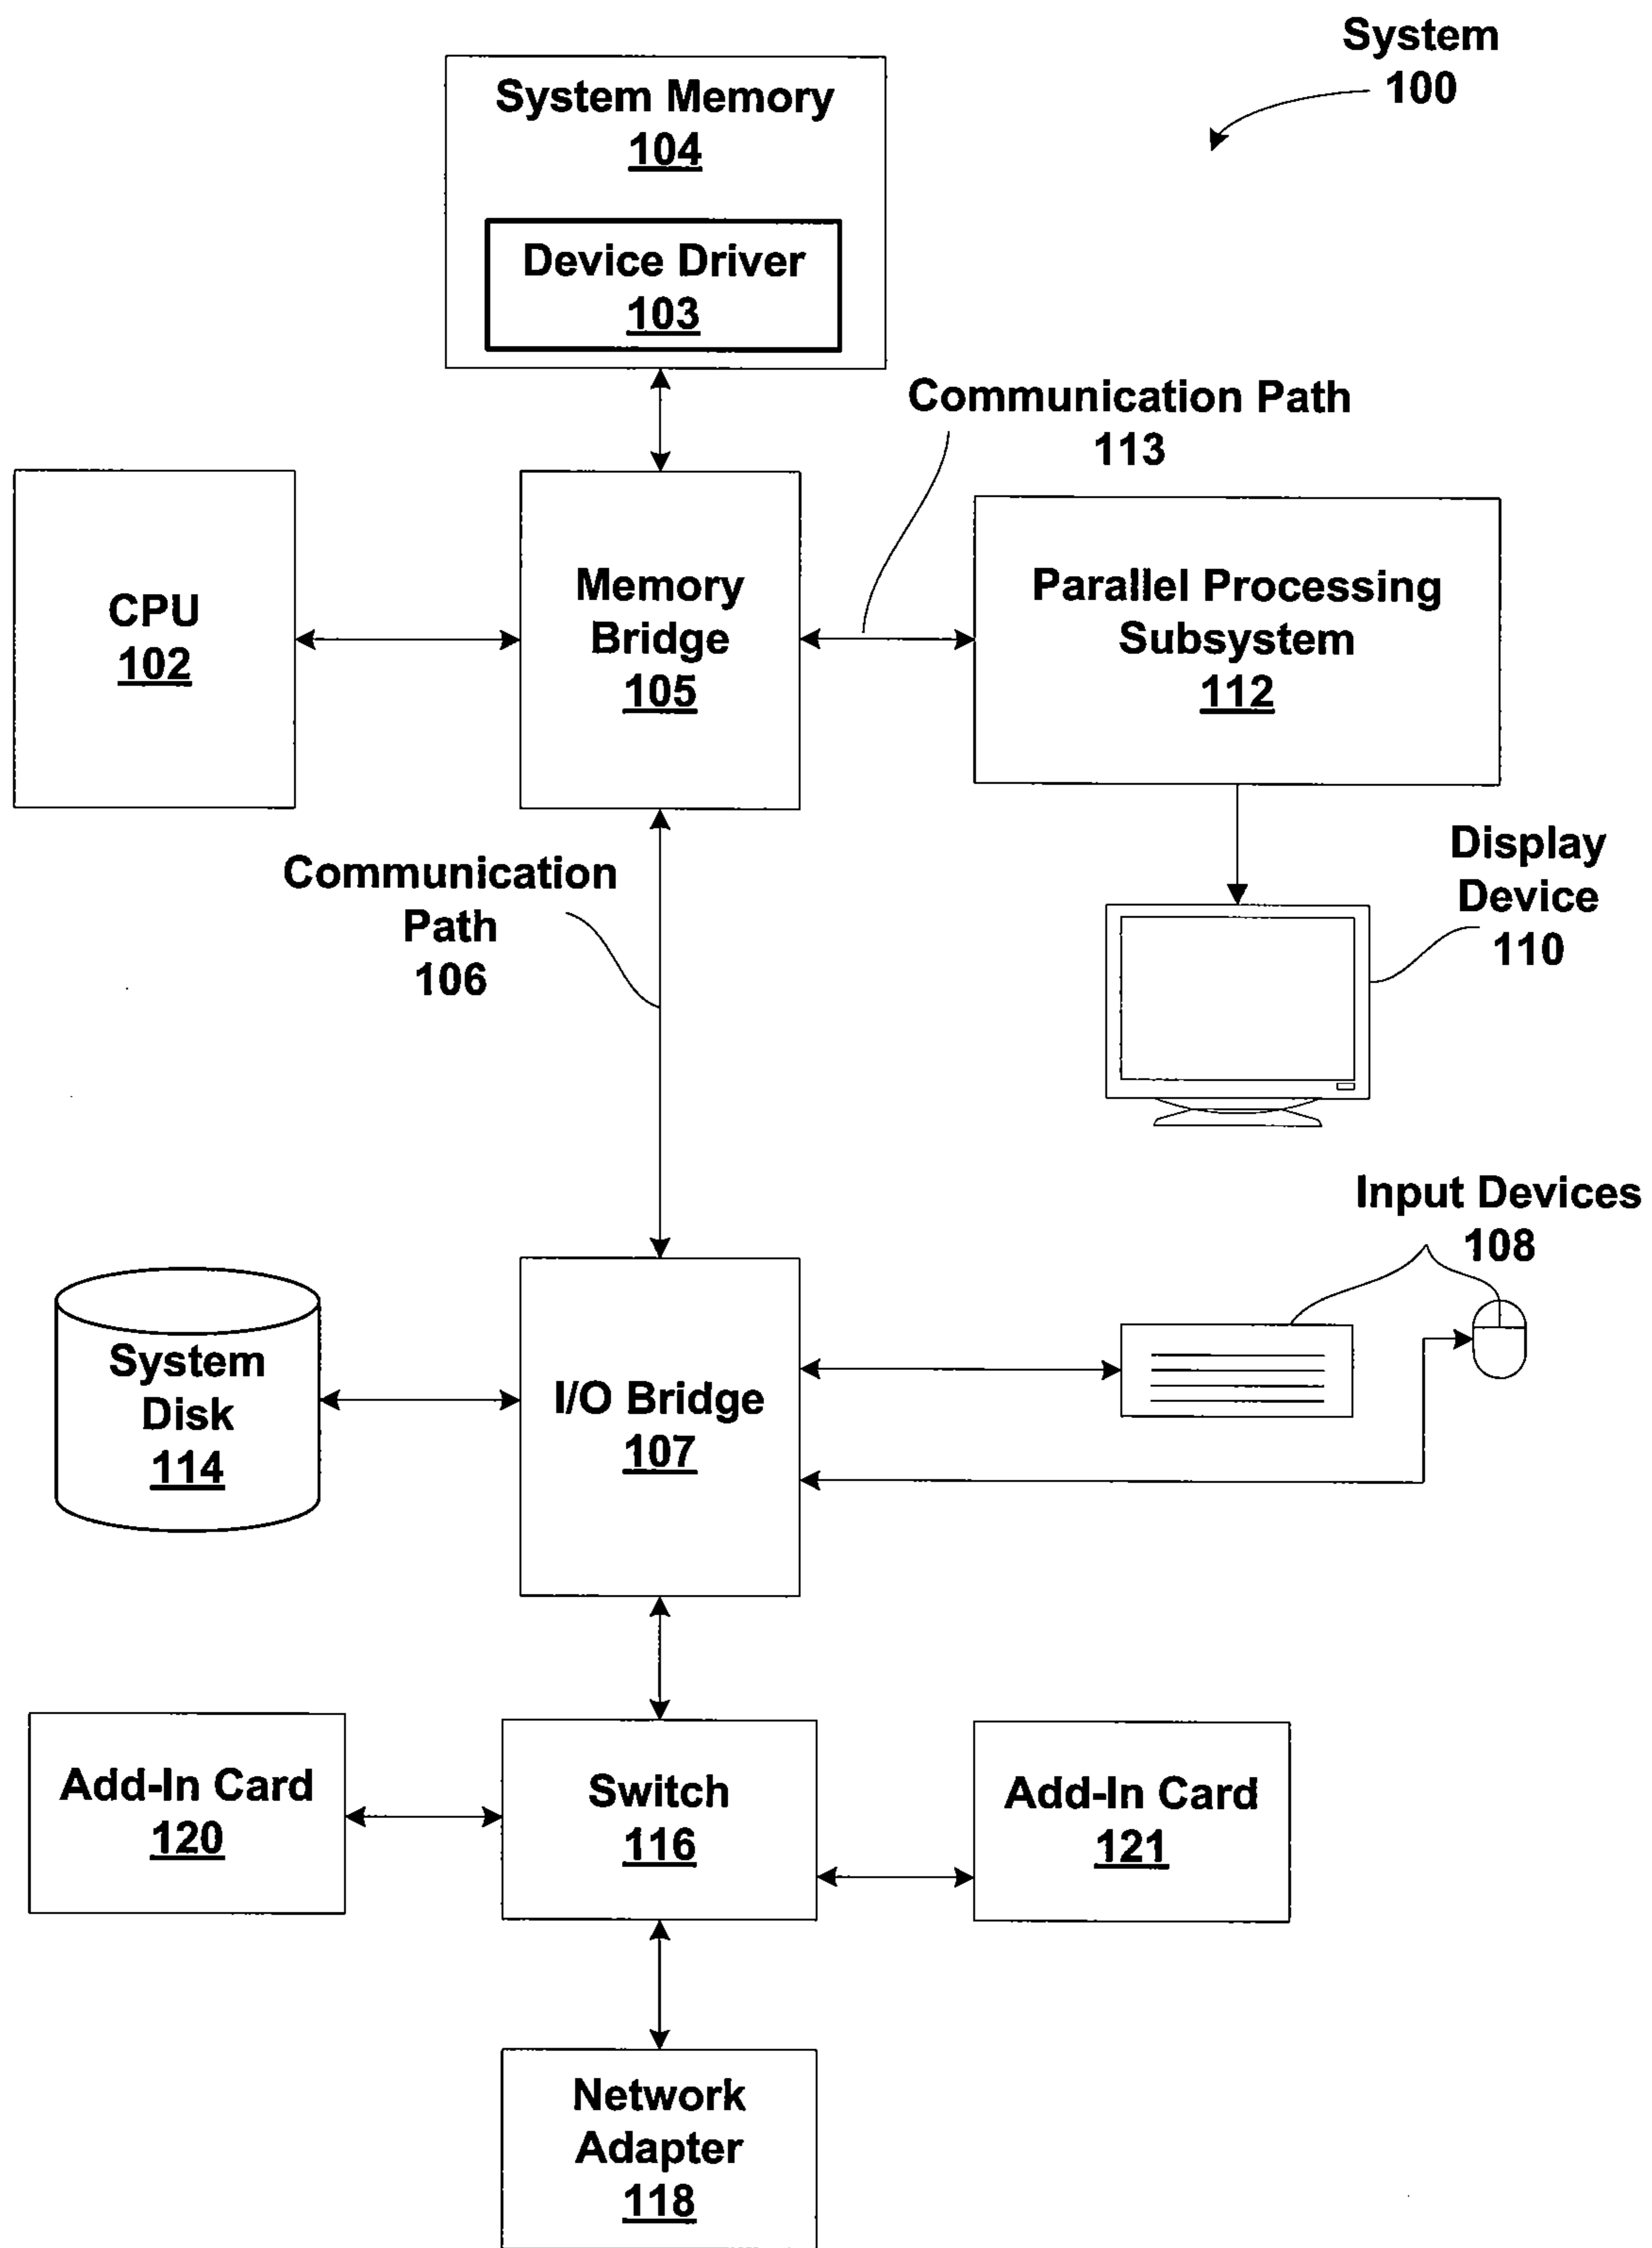 System
100
System Memory
104
Device Driver
103
Communication Path
113
CPU
102
Memory
Bridge
105
Parallel Processing
Subsystem
112
Communication
Path
106
Display
Device
110
Input Devices
108
System
Disk
114
I/O Bridge
107
Add-In Card
120
Switch
116
Add-In Card
121
Network
Adapter
118